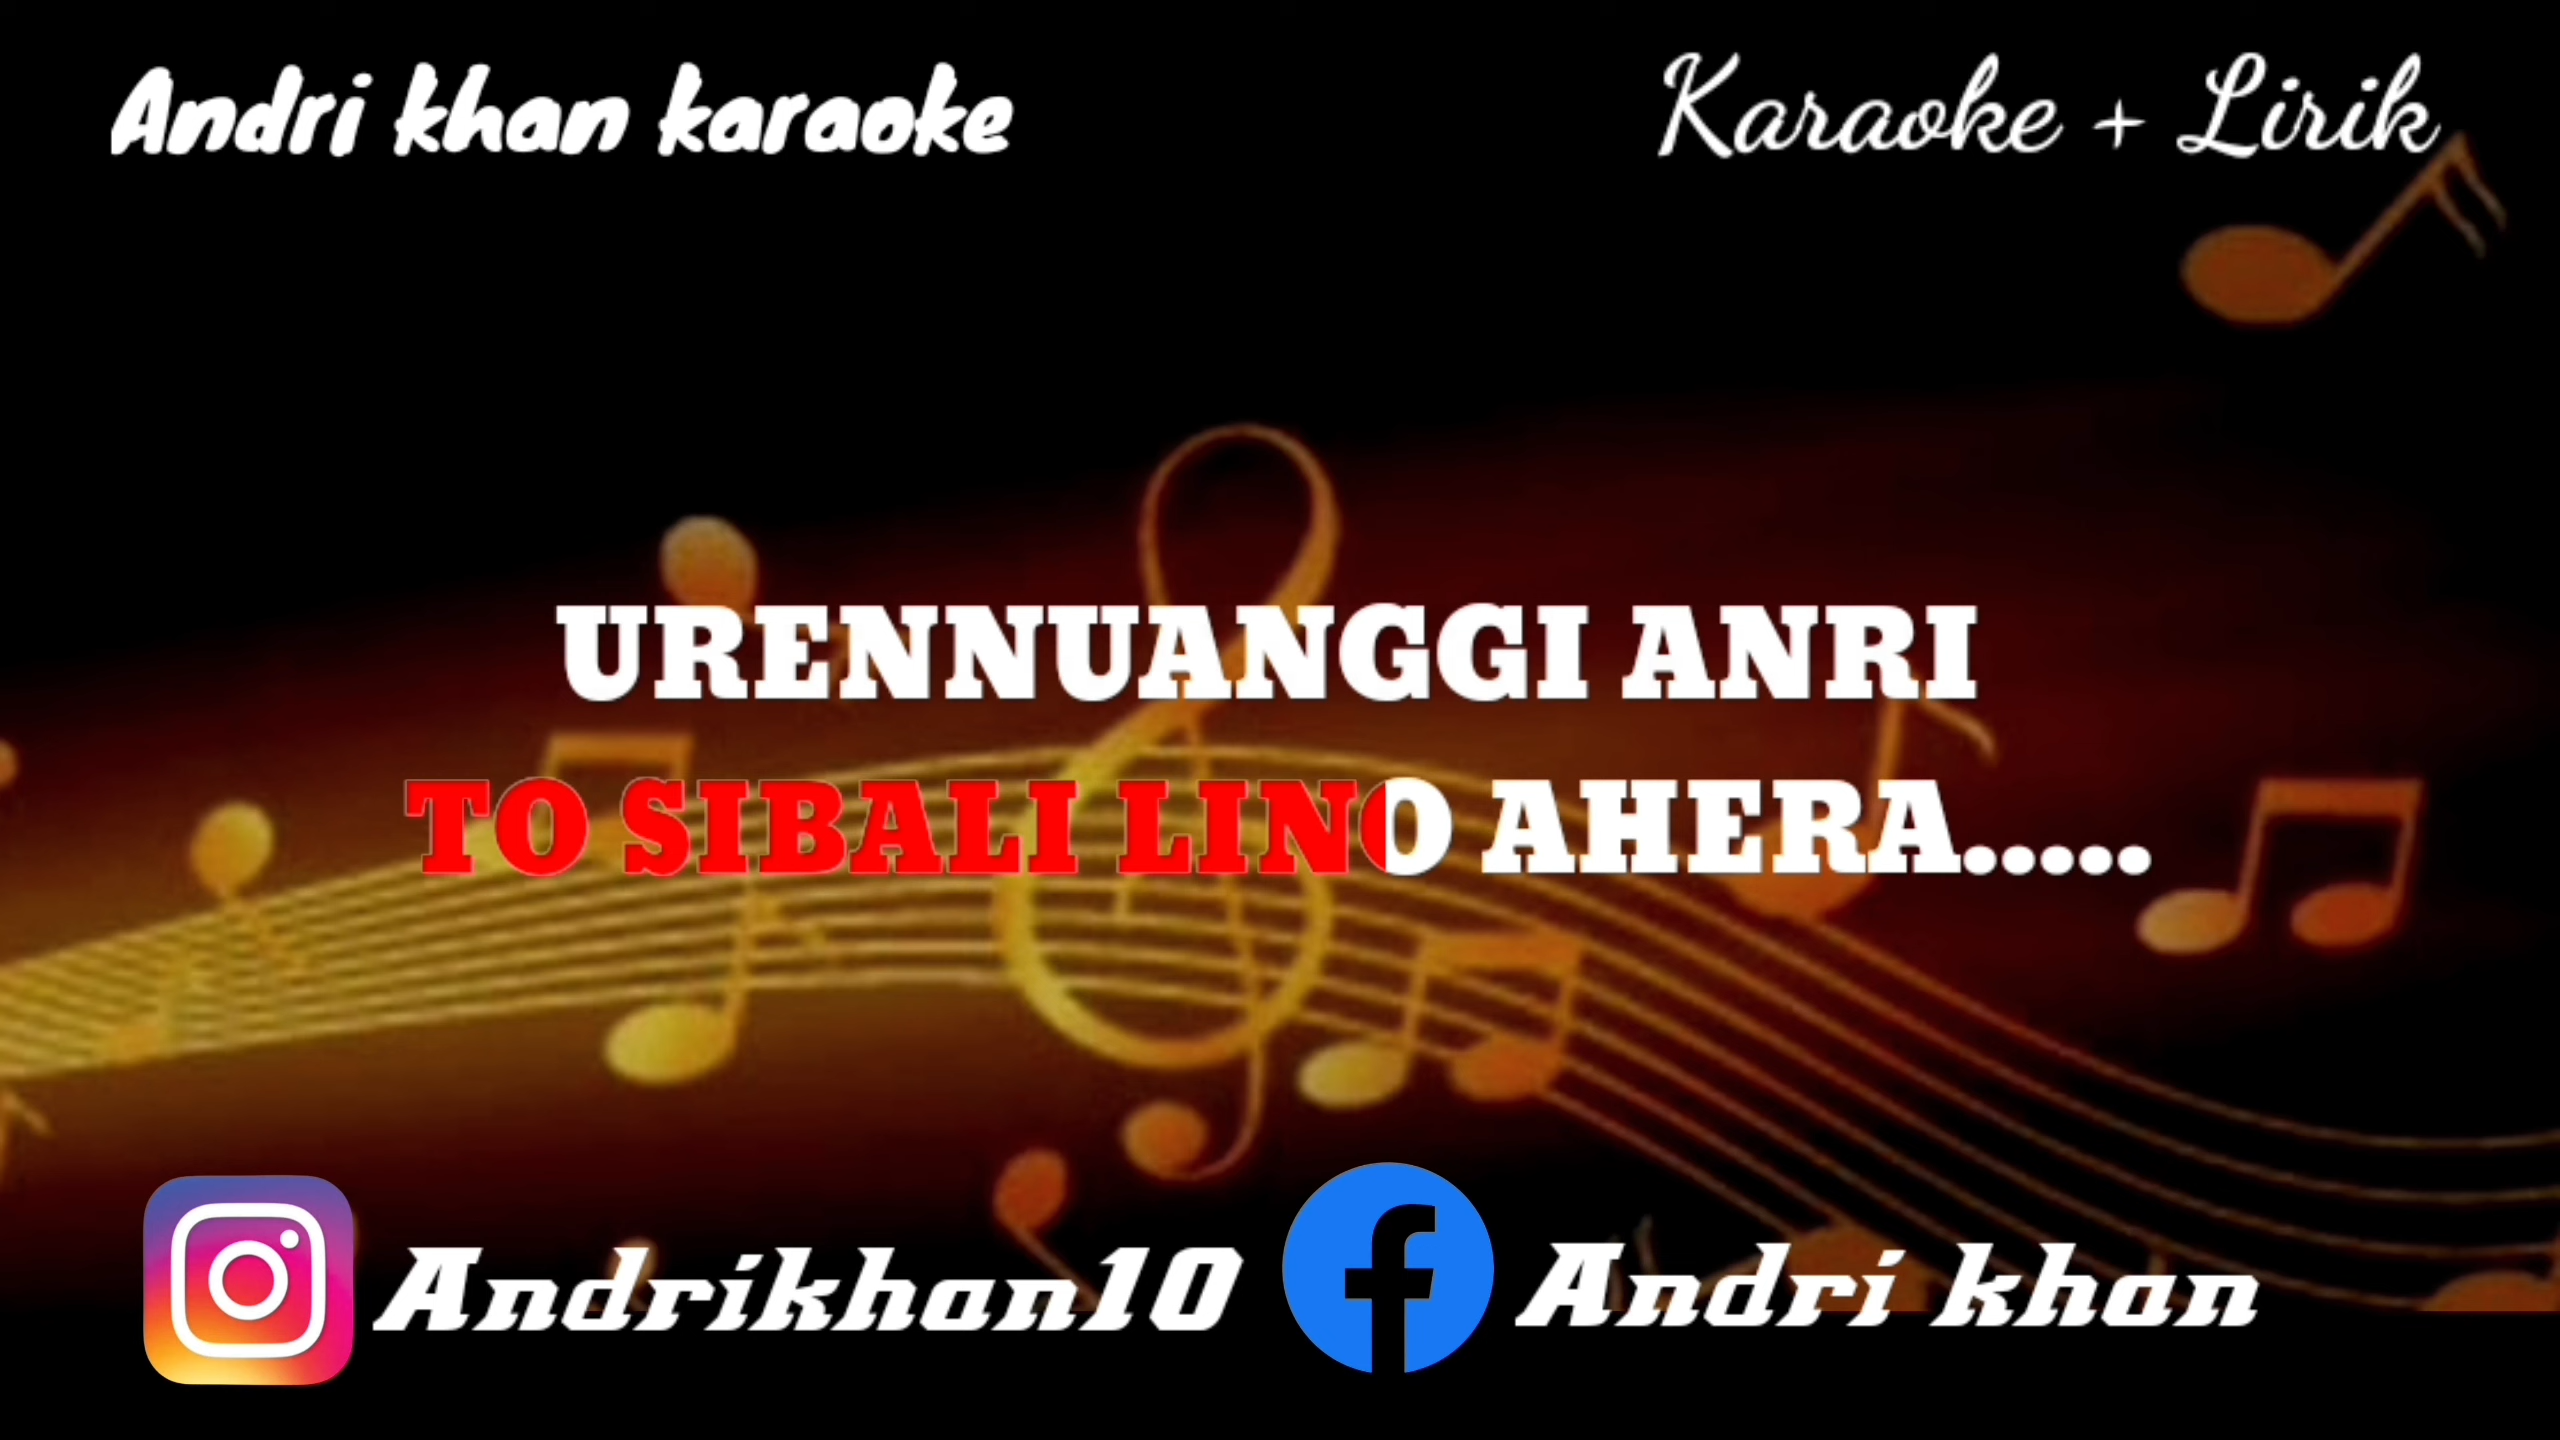 Andri khan karaoke
Karaoke + Lirik
URENNUANGGI ANRI
TO SIBALI LINO AHERA.....
Andrikhan10
Andri khan